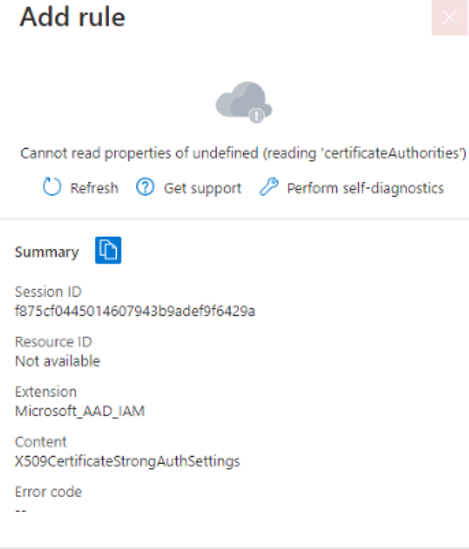 Add rule
Cannot read properties of undefined (reading 'certificateAuthorities')
Refresh Get support Perform self-diagnostics
Summary
Session ID
f875cf0445014607943b9adef9f6429a
Resource ID
Not available
Extension
Microsoft_AAD_IAM
Content
X509CertificateStrongAuthSettings
Error code
--